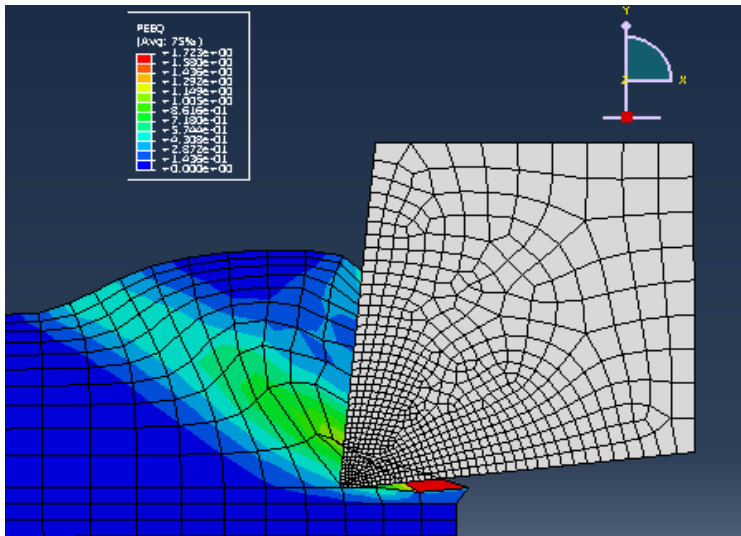 PEEQ
(Avg: 75%)
+1.723e+00
+1.580e+00
+1.436e+00
+1.292e+00
+1.149e+00
+1.005e+00
+8.616e-01
+7.180e-01
+5.744e-01
+4.308e-01
+2.872e-01
+1.436e-01
+0.000e+00
Y
Z
X